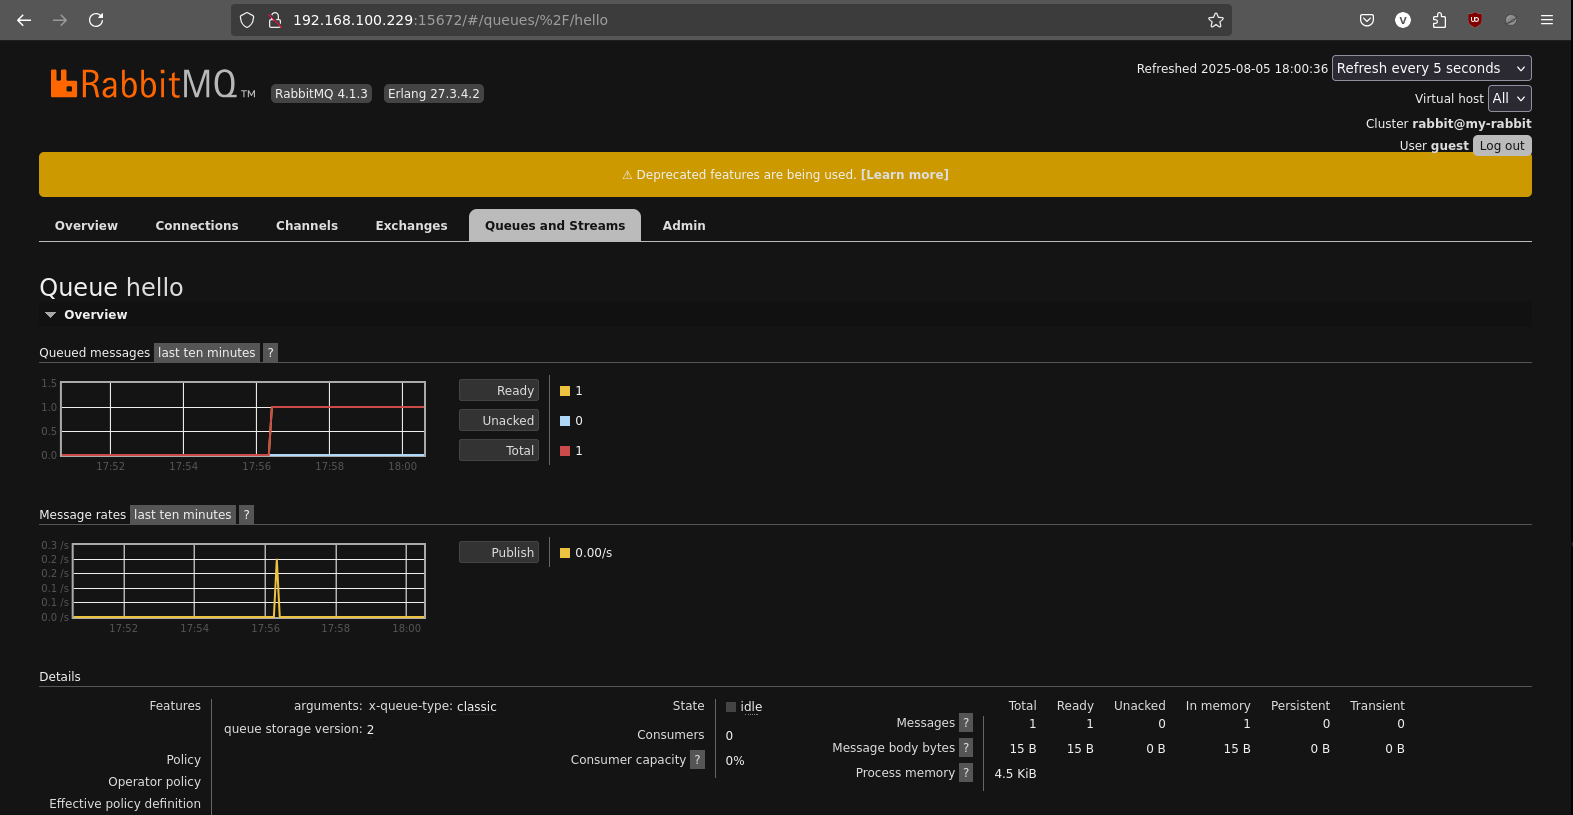 192.168.100.229:15672/#/queues/%2F/hello
RabbitMQ TM
RabbitMQ 4.1.3 Erlang 27.3.4.2
Refreshed 2025-08-05 18:00:36 Refresh every 5 seconds
Virtual host All
Cluster rabbit@my-rabbit
User guest Log out
⚠ Deprecated features are being used. [Learn more]
Overview Connections Channels Exchanges Queues and Streams Admin
Queue hello
Overview
Queued messages last ten minutes ?
1.5
1.0
0.5
0.0
17:52 17:54 17:56 17:58 18:00
Ready 1
Unacked 0
Total 1
Message rates last ten minutes ?
0.3 /s
0.2 /s
0.2 /s
0.1 /s
0.1 /s
0.0 /s
17:52 17:54 17:56 17:58 18:00
Publish 0.00/s
Details
Features arguments: x-queue-type: classic
queue storage version: 2
Policy
Operator policy
Effective policy definition
State idle
Consumers 0
Consumer capacity ? 0%
Total Ready Unacked In memory Persistent Transient
Messages ? 1 1 0 1 0 0
Message body bytes ? 15 B 15 B 0 B 15 B 0 B 0 B
Process memory ? 4.5 KiB